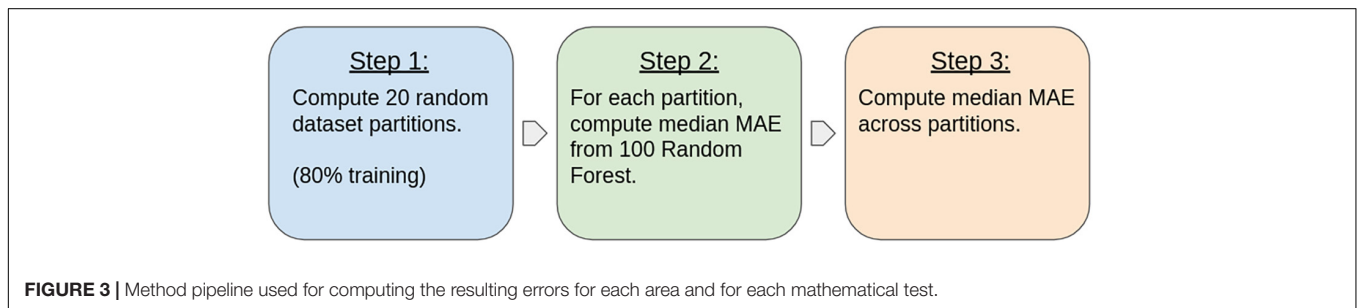 Step 1:
Compute 20 random
dataset partitions.
(80% training)
Step 2:
For each partition,
compute median MAE
from 100 Random
Forest.
Step 3:
Compute median MAE
across partitions.
FIGURE 3 | Method pipeline used for computing the resulting errors for each area and for each mathematical test.